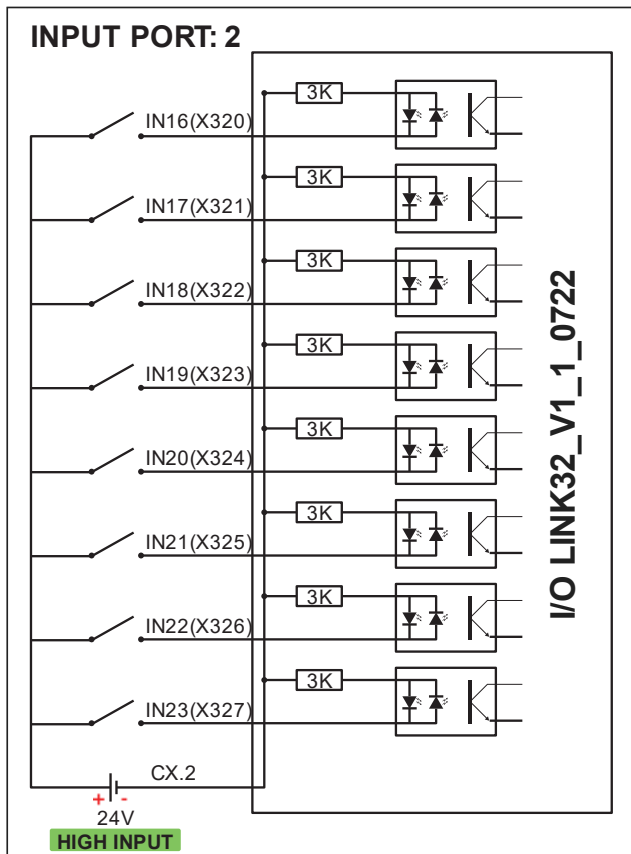 INPUT PORT: 2
3K
IN16(X320)
3K
IN17(X321)
3K
IN18(X322)
3K
IN19(X323)
3K
IN20(X324)
3K
IN21(X325)
3K
IN22(X326)
3K
IN23(X327)
I/O LINK32_V1_1_0722
CX.2
+ -
24V
HIGH INPUT